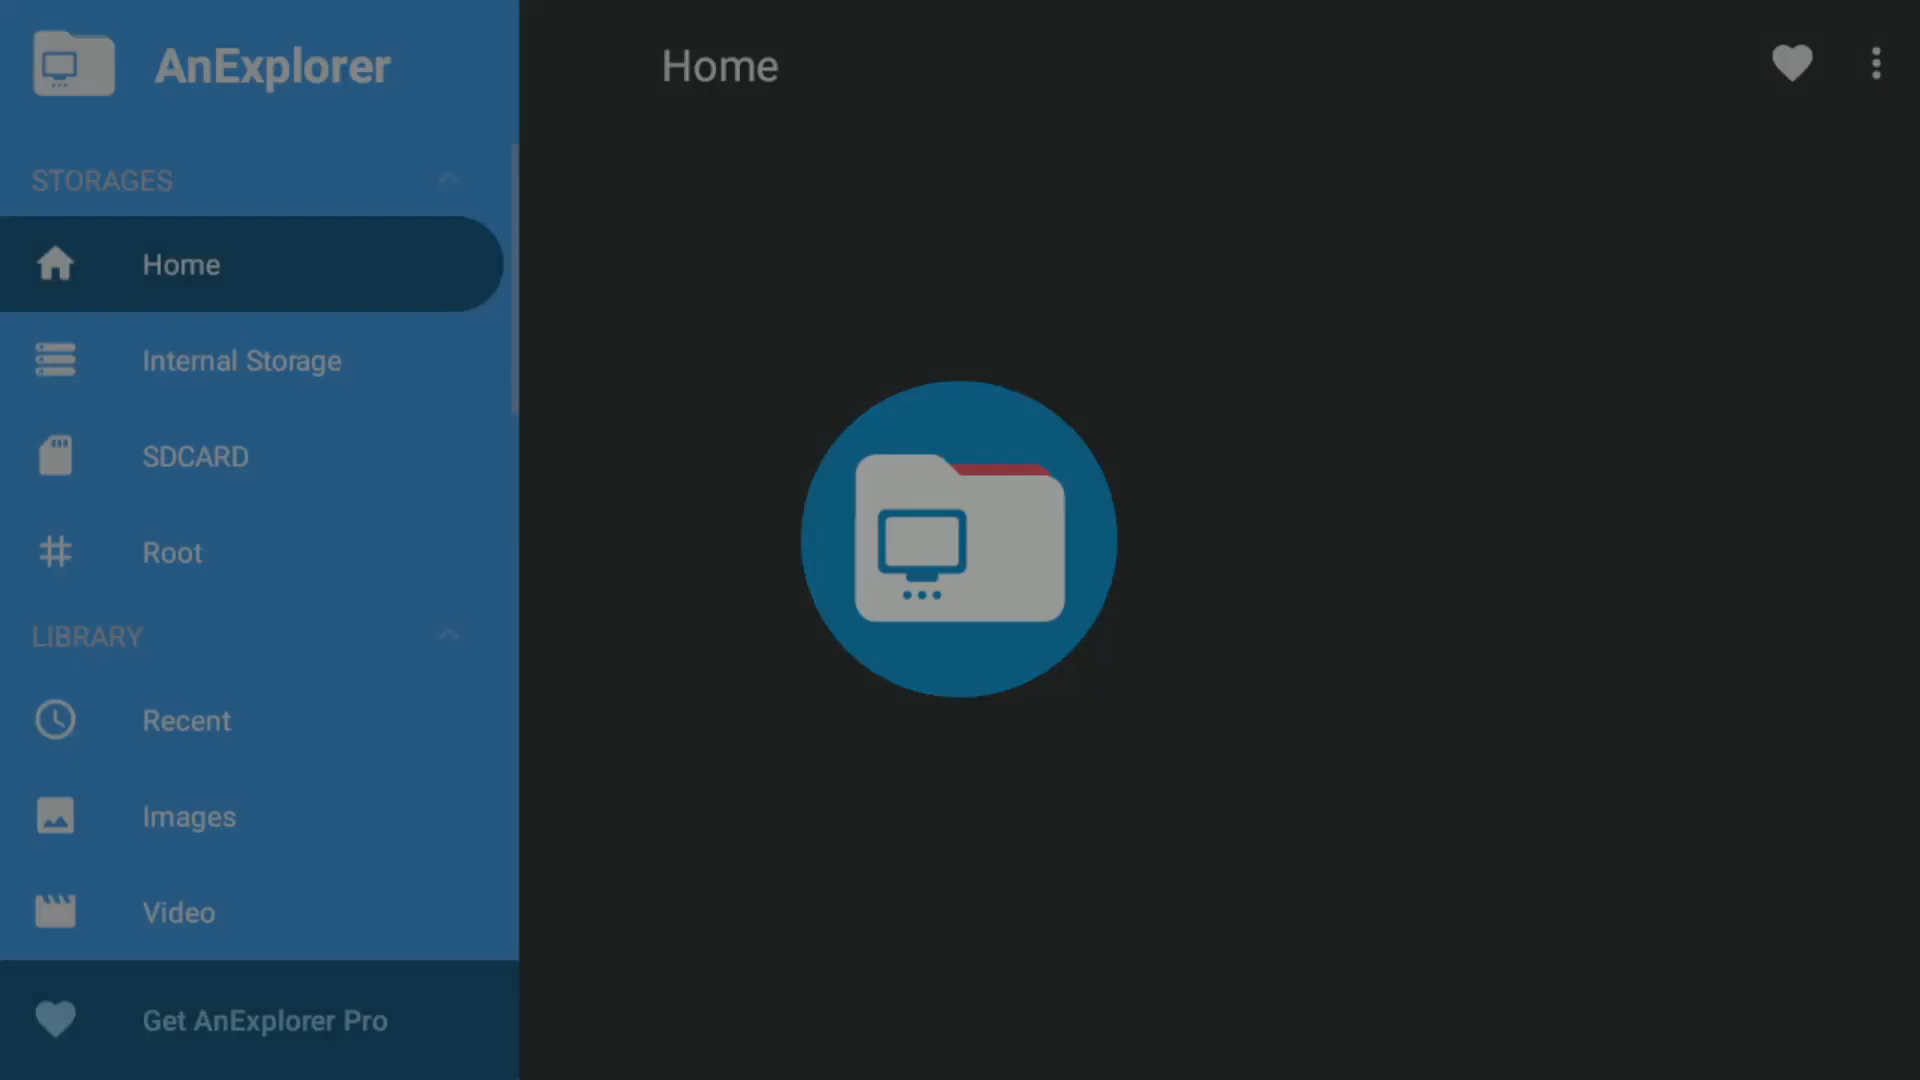 AnExplorer
Home
STORAGES
Home
Internal Storage
SDCARD
Root
LIBRARY
Recent
Images
Video
Get AnExplorer Pro